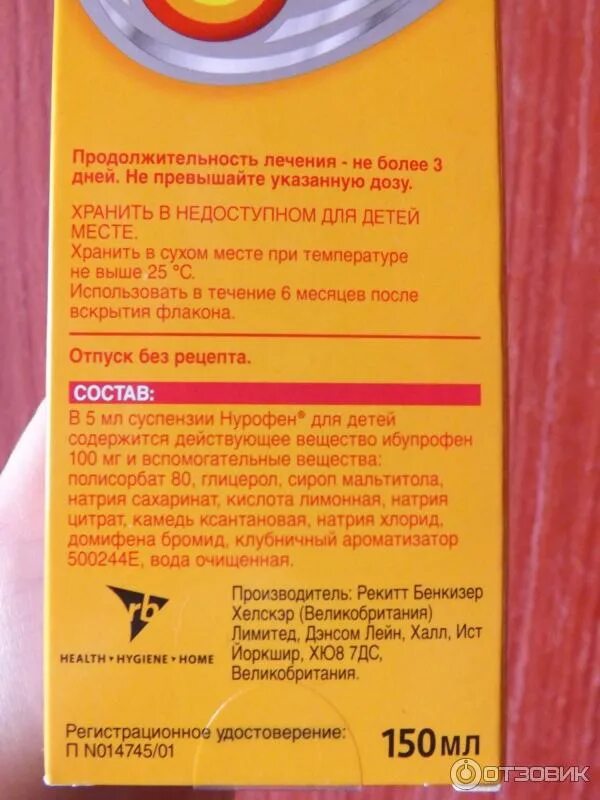 Продолжительность лечения - не более 3
дней. Не превышайте указанную дозу.
ХРАНИТЬ В НЕДОСТУПНОМ ДЛЯ ДЕТЕЙ
МЕСТЕ.
Хранить в сухом месте при температуре
не выше 25 °С.
Использовать в течение 6 месяцев после
вскрытия флакона.
Отпуск без рецепта.
СОСТАВ:
В 5 мл суспензии Нурофен® для детей
содержится действующее вещество ибупрофен
100 мг и вспомогательные вещества:
полисорбат 80, глицерол, сироп мальтитола,
натрия сахаринат, кислота лимонная, натрия
цитрат, камедь ксантановая, натрия хлорид,
домифена бромид, клубничный ароматизатор
500244Е, вода очищенная.
rb
HEALTH • HYGIENE • HOME
Производитель: Рекитт Бенкизер
Хелскэр (Великобритания)
Лимитед, Дэнсом Лейн, Халл, Ист
Йоркшир, ХЮ8 7ДС,
Великобритания.
Регистрационное удостоверение:
П N014745/01
150 мл
ОТЗОВИК